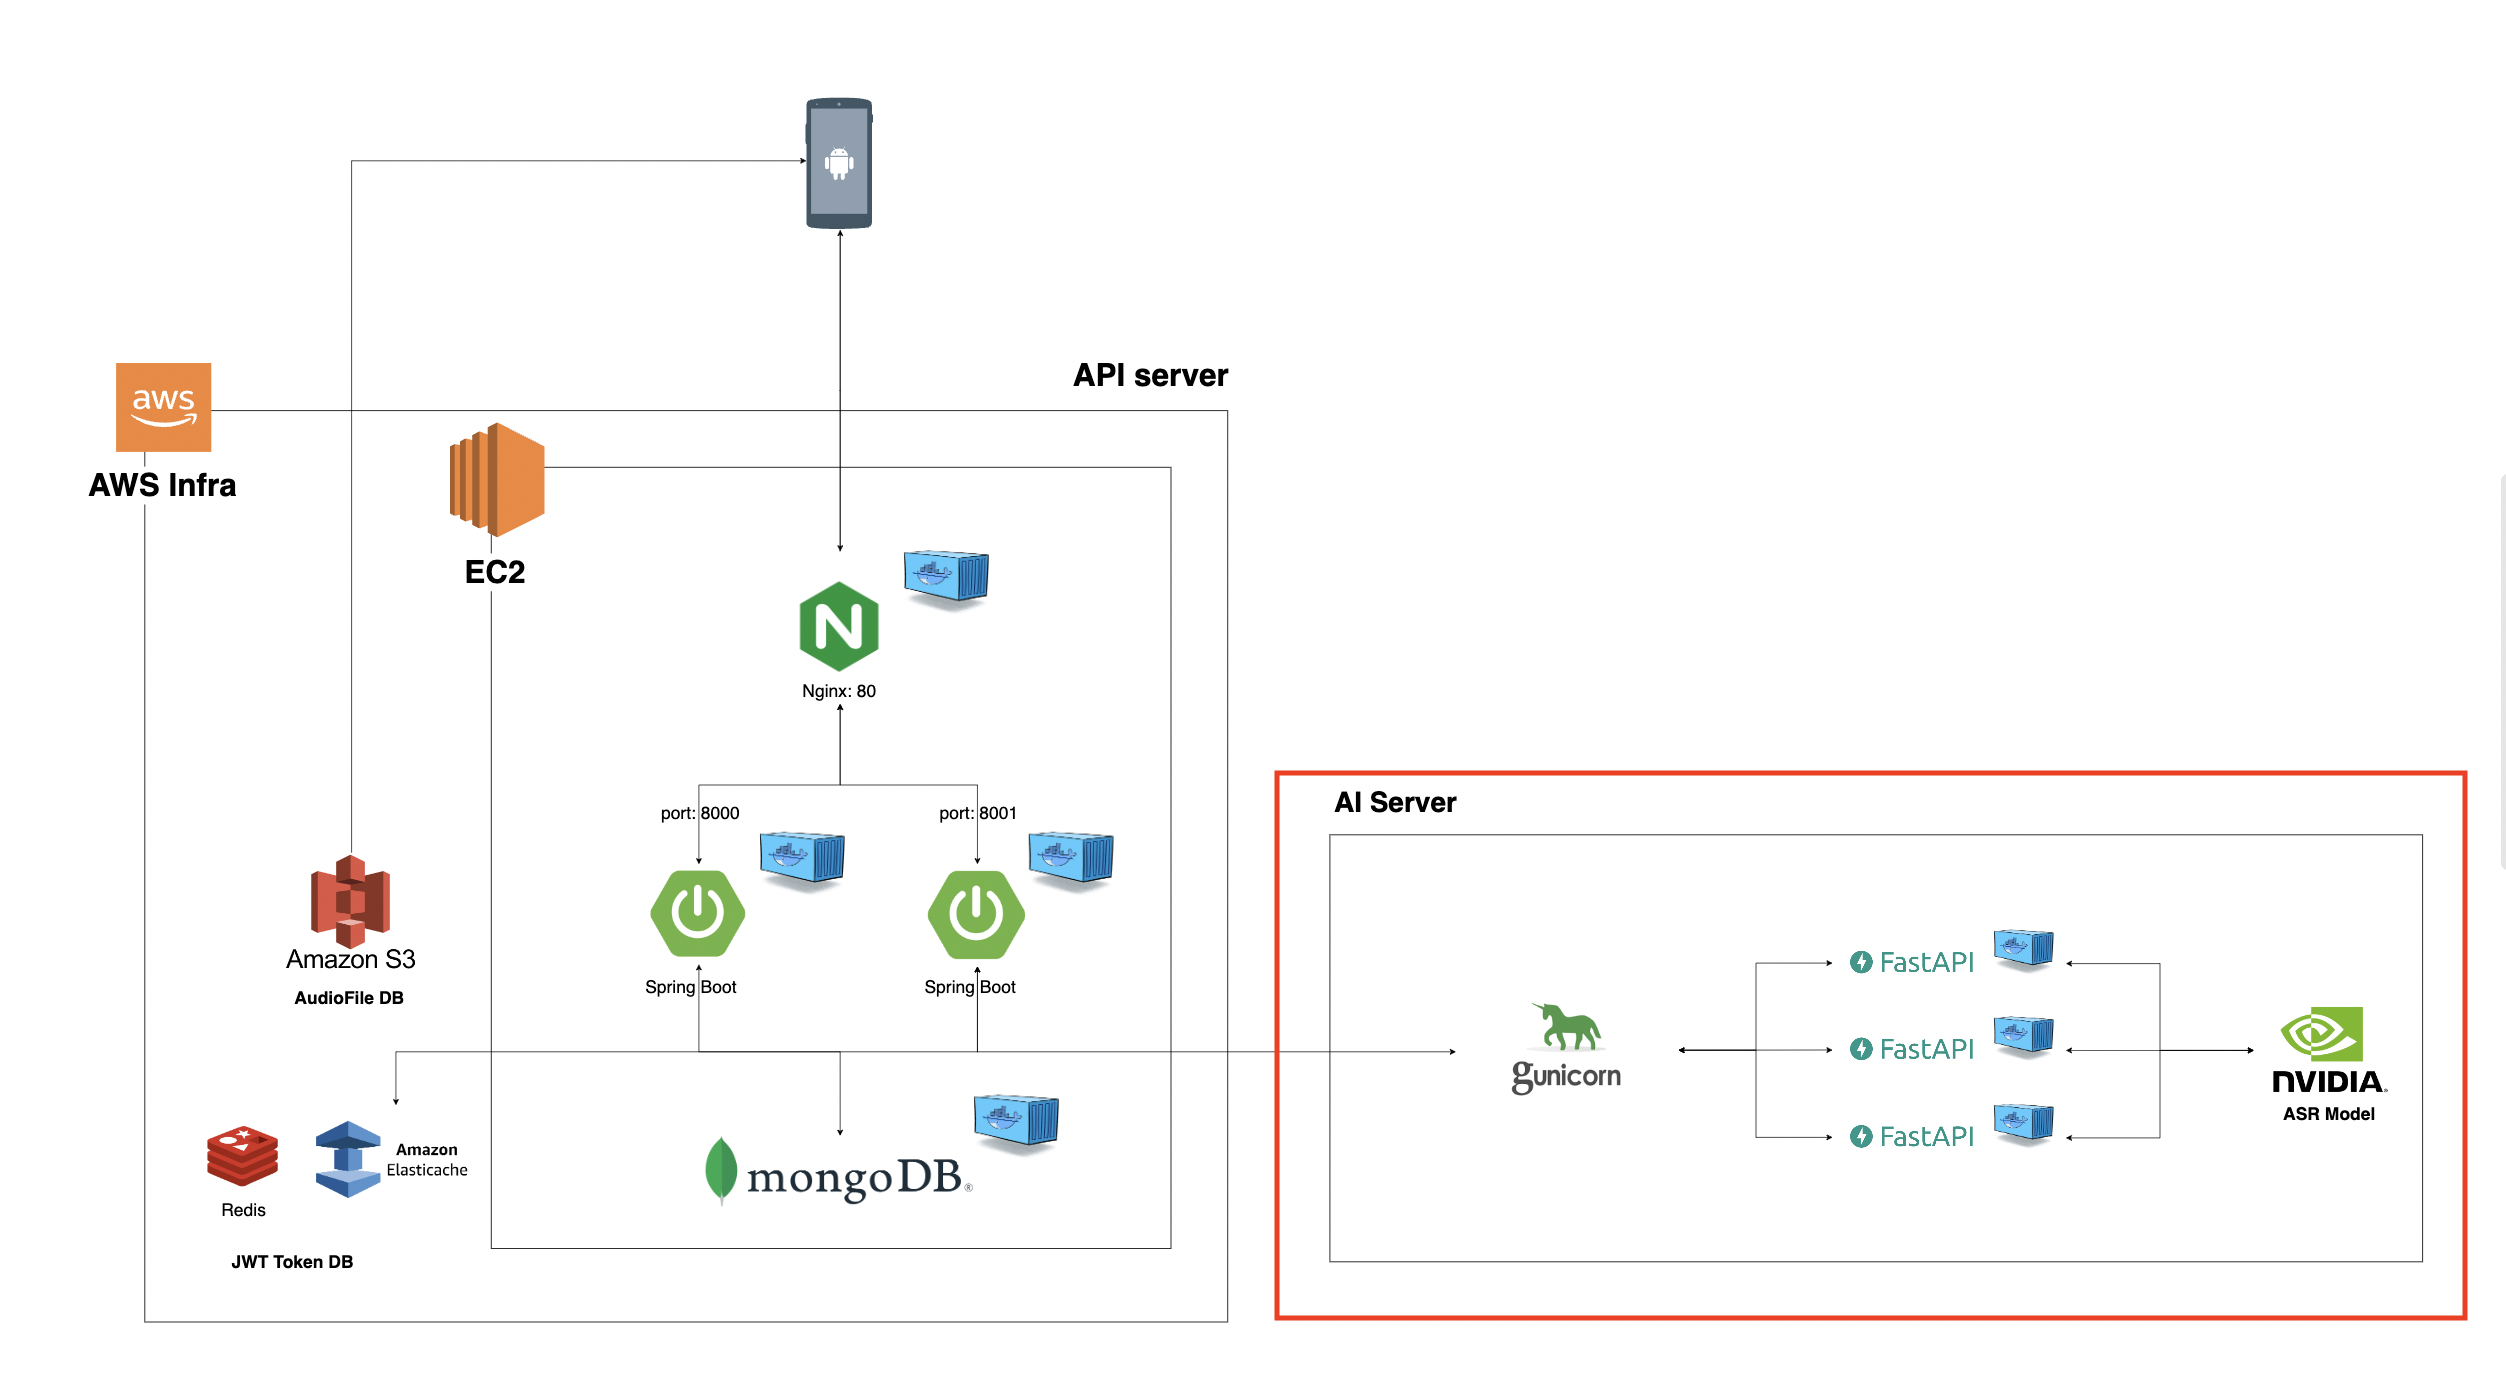 API server
aws
AWS Infra
EC2
N
Nginx: 80
port: 8000
port: 8001
AI Server
Amazon S3
AudioFile DB
Spring Boot
Spring Boot
FastAPI
FastAPI
FastAPI
gunicorn
NVIDIA.
ASR Model
Amazon
Elasticache
Redis
mongoDB®
JWT Token DB